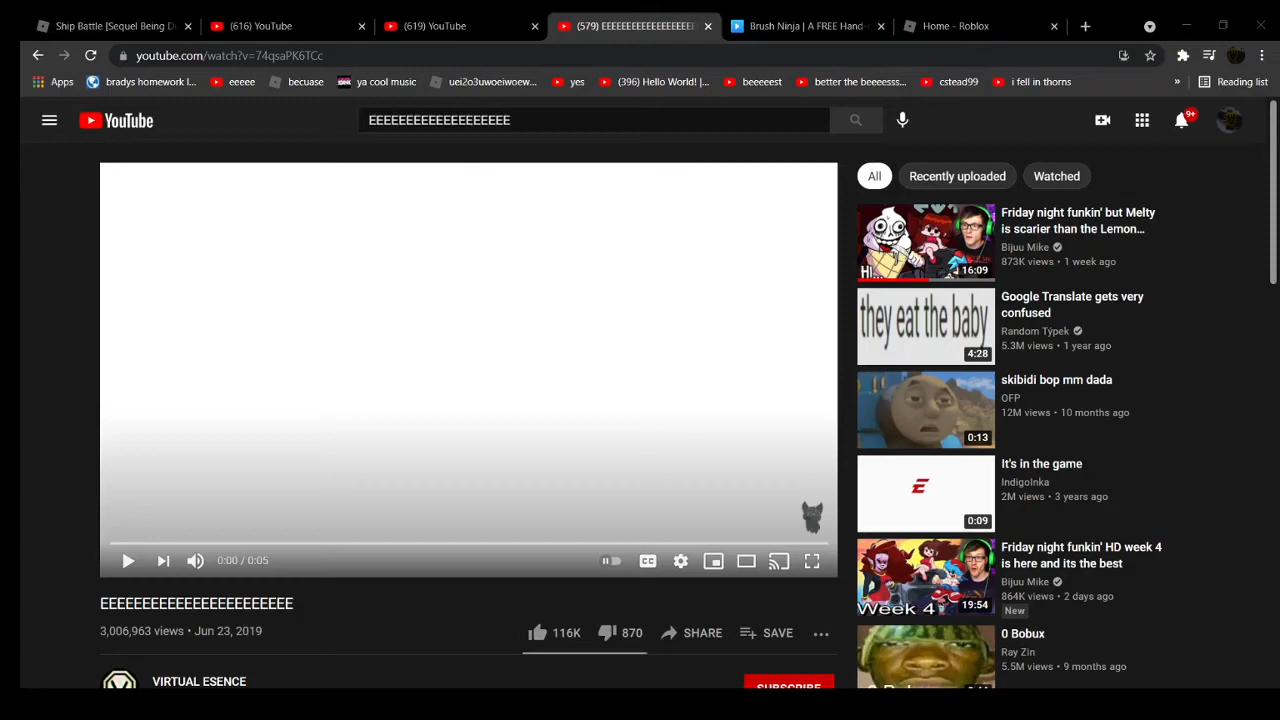 Ship Battle [Sequel Being D
(616) YouTube
(619) YouTube
(579) EEEEEEEEEEEEEEEEEEE
Brush Ninja | A FREE Hand-
Home - Roblox
youtube.com/watch?v=74qsaPK6TCc
Apps
bradys homework l...
eeeee
becuase
ya cool music
uei2i3uwoeiwoew...
yes
(396) Hello World! |...
beeeeest
better the beeeesss...
cstead99
i fell in thorns
»
Reading list
YouTube
EEEEEEEEEEEEEEEEEEE
9+
All
Recently uploaded
Watched
Friday night funkin' but Melty
is scarier than the Lemon...
Bijuu Mike
873K views • 1 week ago
HI...
16:09
they eat the baby
4:28
Google Translate gets very
confused
Random Týpek
5.3M views • 1 year ago
0:13
skibidi bop mm dada
OFP
12M views • 10 months ago
E
0:09
It's in the game
IndigoInka
2M views • 3 years ago
Week 4
19:54
Friday night funkin' HD week 4
is here and its the best
Bijuu Mike
864K views • 2 days ago
New
0 Bobux
Ray Zin
5.5M views • 9 months ago
0:00 / 0:05
CC
EEEEEEEEEEEEEEEEEEEEEEE
3,006,963 views • Jun 23, 2019
116K
870
SHARE
SAVE
VIRTUAL ESENCE
SUBSCRIBE